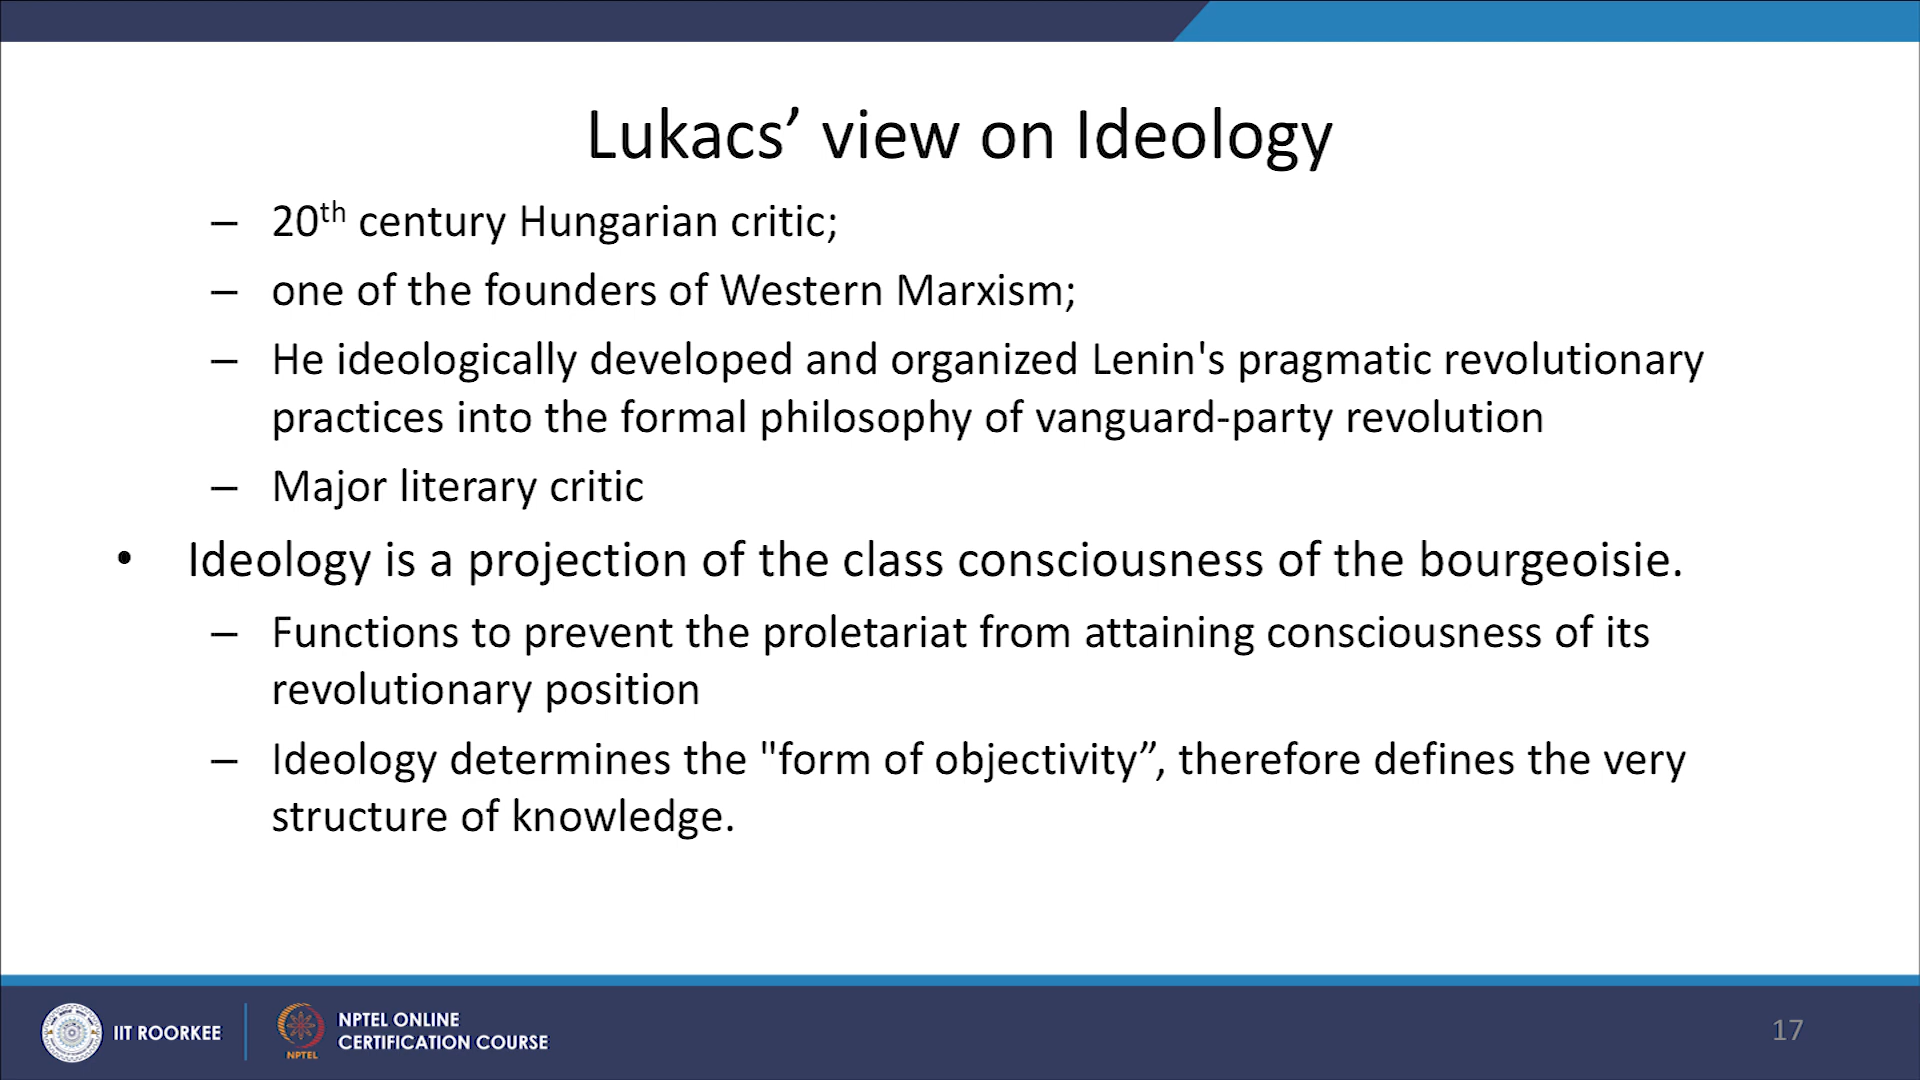 Lukacs’ view on Ideology
– 20th century Hungarian critic;
– one of the founders of Western Marxism;
– He ideologically developed and organized Lenin's pragmatic revolutionary
practices into the formal philosophy of vanguard-party revolution
– Major literary critic
• Ideology is a projection of the class consciousness of the bourgeoisie.
– Functions to prevent the proletariat from attaining consciousness of its
revolutionary position
– Ideology determines the "form of objectivity”, therefore defines the very
structure of knowledge.
IIT ROORKEE
NPTEL
NPTEL ONLINE
CERTIFICATION COURSE
17